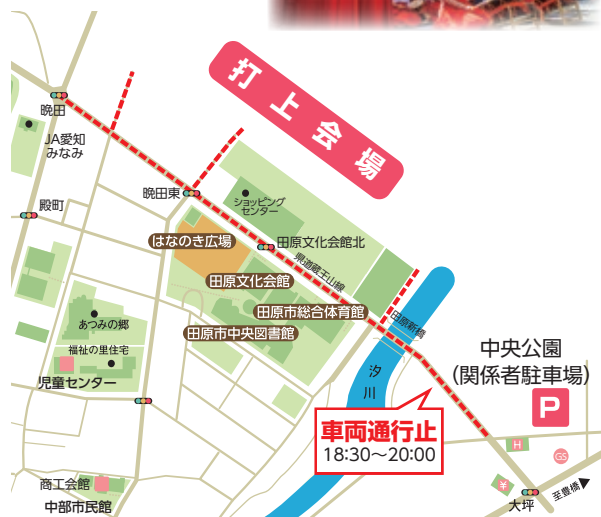 打上会場
晩田
JA愛知
みなみ
殿町
晩田東
ショッピング
センター
はなのき広場
田原文化会館北
県道蔵王山線
田原文化会館
田原市総合体育館
田原新橋
田原市中央図書館
あつみの郷
福祉の里住宅
児童センター
汐川
中央公園
(関係者駐車場)
P
車両通行止
18:30〜20:00
H
GS
¥
商工会館
中部市民館
大坪
至豊橋